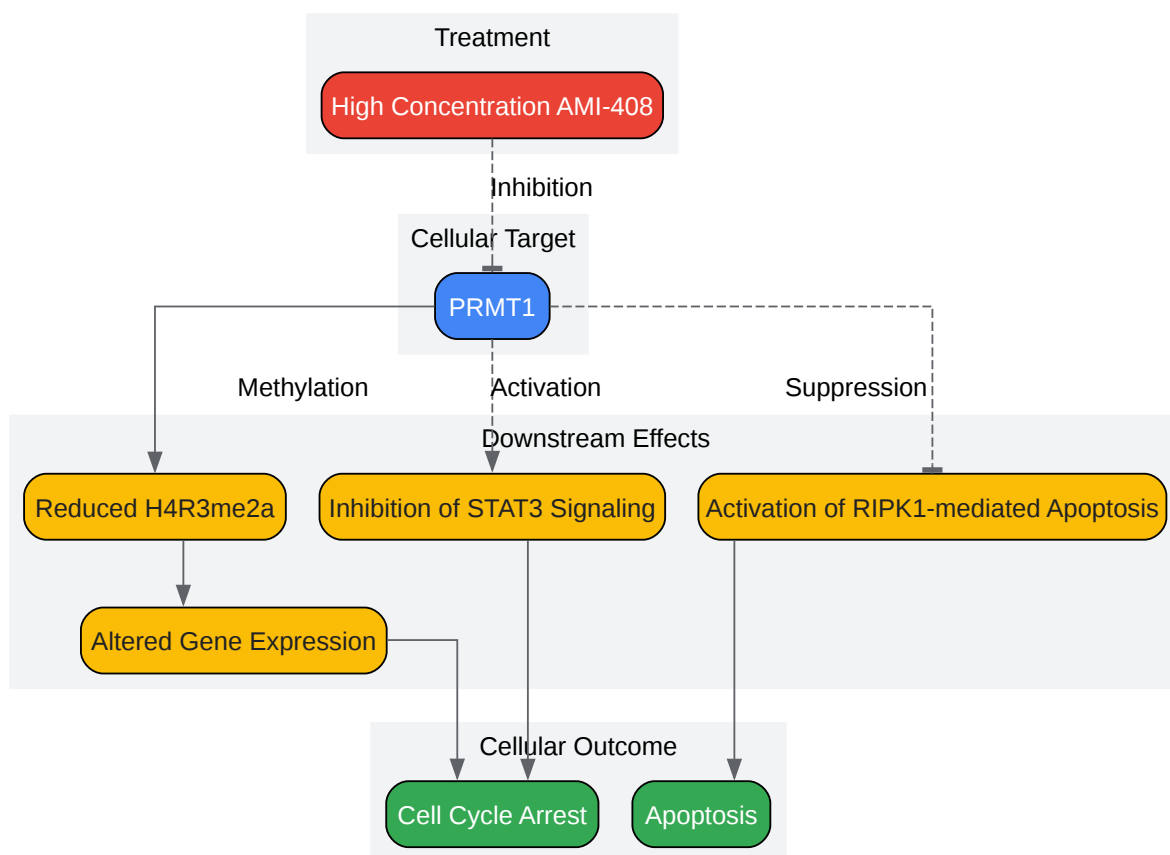 Treatment
High Concentration AMI-408
Inhibition
Cellular Target
PRMT1
Methylation
Activation
Suppression
Downstream Effects
Reduced H4R3me2a
Inhibition of STAT3 Signaling
Activation of RIPK1-mediated Apoptosis
Altered Gene Expression
Cellular Outcome
Cell Cycle Arrest
Apoptosis